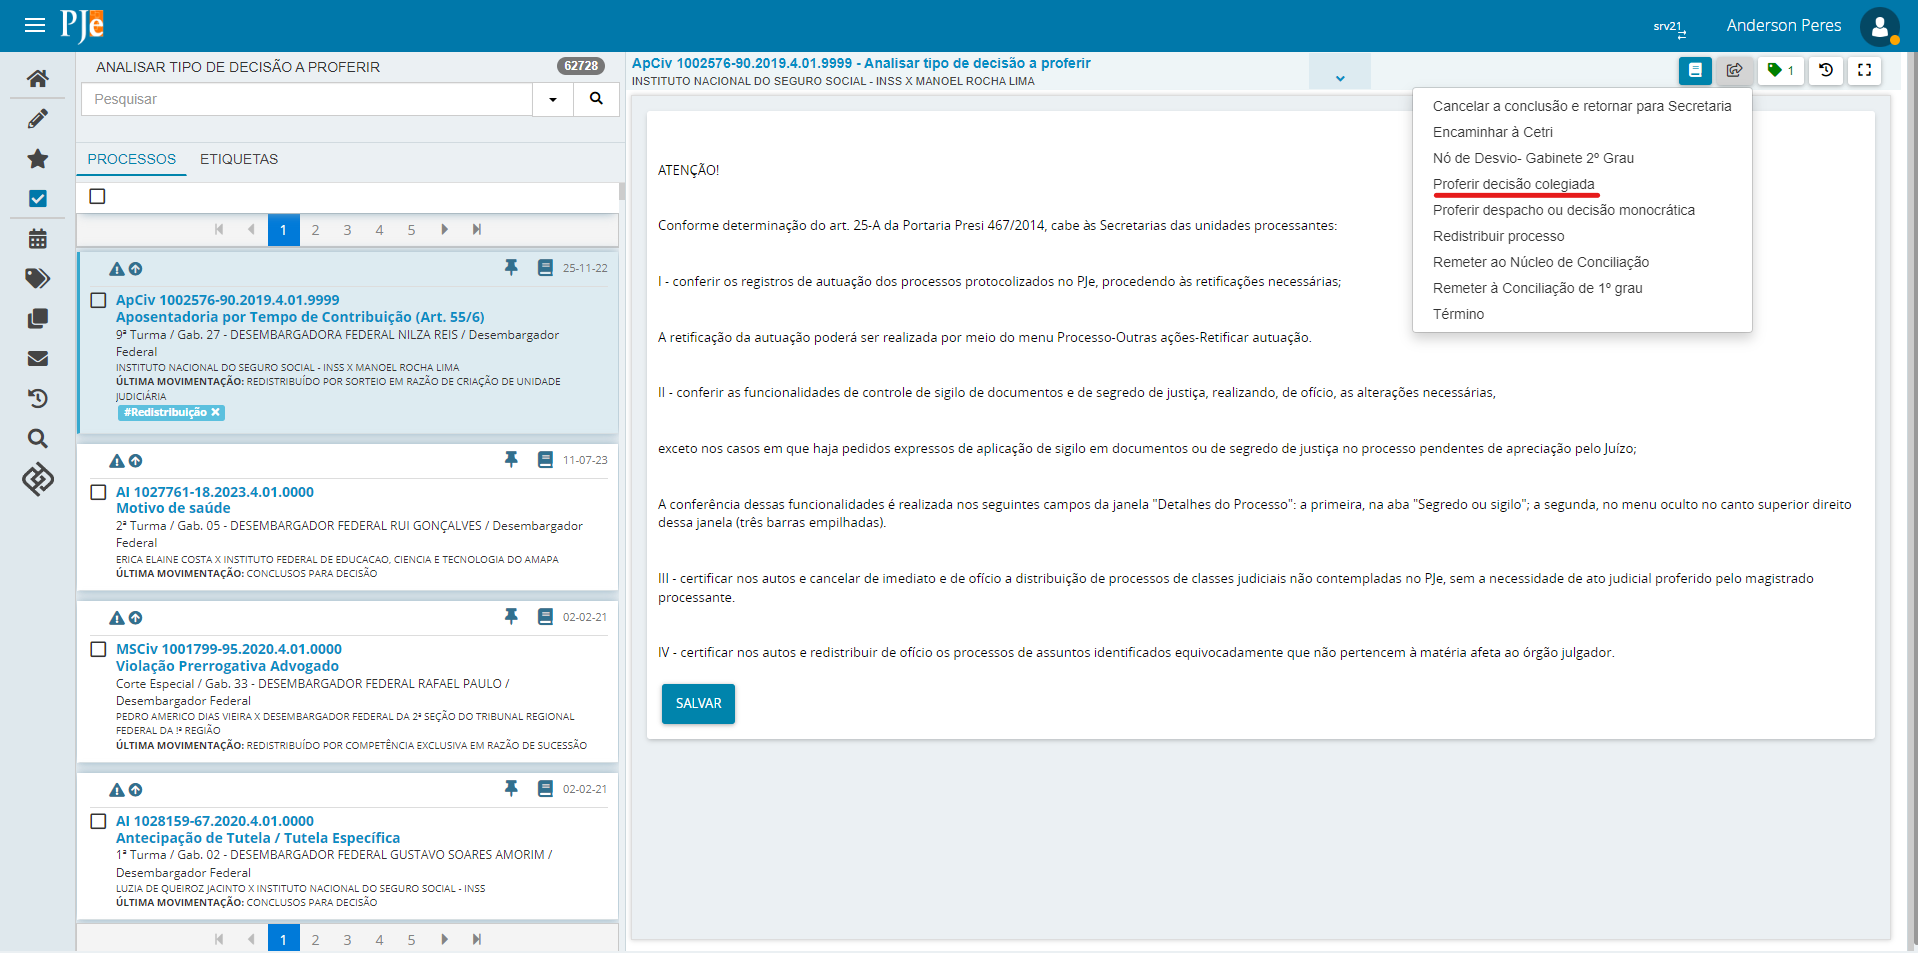 PJe
srv21
Anderson Peres
ANALISAR TIPO DE DECISÃO A PROFERIR
62728
Pesquisar
PROCESSOS
ETIQUETAS
1 2 3 4 5
25-11-22
ApCiv 1002576-90.2019.4.01.9999
Aposentadoria por Tempo de Contribuição (Art. 55/6)
9ª Turma / Gab. 27 - DESEMBARGADORA FEDERAL NILZA REIS / Desembargador
Federal
INSTITUTO NACIONAL DO SEGURO SOCIAL - INSS X MANOEL ROCHA LIMA
ÚLTIMA MOVIMENTAÇÃO: REDISTRIBUÍDO POR SORTEIO EM RAZÃO DE CRIAÇÃO DE UNIDADE
JUDICIÁRIA
#Redistribuição
11-07-23
AI 1027761-18.2023.4.01.0000
Motivo de saúde
2ª Turma / Gab. 05 - DESEMBARGADOR FEDERAL RUI GONÇALVES / Desembargador
Federal
ERICA ELAINE COSTA X INSTITUTO FEDERAL DE EDUCACAO, CIENCIA E TECNOLOGIA DO AMAPA
ÚLTIMA MOVIMENTAÇÃO: CONCLUSOS PARA DECISÃO
02-02-21
MSCiv 1001799-95.2020.4.01.0000
Violação Prerrogativa Advogado
Corte Especial / Gab. 33 - DESEMBARGADOR FEDERAL RAFAEL PAULO /
Desembargador Federal
PEDRO AMERICO DIAS VIEIRA X DESEMBARGADOR FEDERAL DA 2ª SEÇÃO DO TRIBUNAL REGIONAL
FEDERAL DA !ª REGIÃO
ÚLTIMA MOVIMENTAÇÃO: REDISTRIBUÍDO POR COMPETÊNCIA EXCLUSIVA EM RAZÃO DE SUCESSÃO
02-02-21
AI 1028159-67.2020.4.01.0000
Antecipação de Tutela / Tutela Específica
1ª Turma / Gab. 02 - DESEMBARGADOR FEDERAL GUSTAVO SOARES AMORIM /
Desembargador Federal
LUZIA DE QUEIROZ JACINTO X INSTITUTO NACIONAL DO SEGURO SOCIAL - INSS
ÚLTIMA MOVIMENTAÇÃO: CONCLUSOS PARA DECISÃO
1 2 3 4 5
ApCiv 1002576-90.2019.4.01.9999 - Analisar tipo de decisão a proferir
INSTITUTO NACIONAL DO SEGURO SOCIAL - INSS X MANOEL ROCHA LIMA
1
Cancelar a conclusão e retornar para Secretaria
Encaminhar à Cetri
Nó de Desvio- Gabinete 2º Grau
Proferir decisão colegiada
Proferir despacho ou decisão monocrática
Redistribuir processo
Remeter ao Núcleo de Conciliação
Remeter à Conciliação de 1º grau
Término
ATENÇÃO!
Conforme determinação do art. 25-A da Portaria Presi 467/2014, cabe às Secretarias das unidades processantes:
I - conferir os registros de autuação dos processos protocolizados no PJe, procedendo às retificações necessárias;
A retificação da autuação poderá ser realizada por meio do menu Processo-Outras ações-Retificar autuação.
II - conferir as funcionalidades de controle de sigilo de documentos e de segredo de justiça, realizando, de ofício, as alterações necessárias,
exceto nos casos em que haja pedidos expressos de aplicação de sigilo em documentos ou de segredo de justiça no processo pendentes de apreciação pelo Juízo;
A conferência dessas funcionalidades é realizada nos seguintes campos da janela "Detalhes do Processo": a primeira, na aba "Segredo ou sigilo"; a segunda, no menu oculto no canto superior direito
dessa janela (três barras empilhadas).
III - certificar nos autos e cancelar de imediato e de ofício a distribuição de processos de classes judiciais não contempladas no PJe, sem a necessidade de ato judicial proferido pelo magistrado
processante.
IV - certificar nos autos e redistribuir de ofício os processos de assuntos identificados equivocadamente que não pertencem à matéria afeta ao órgão julgador.
SALVAR